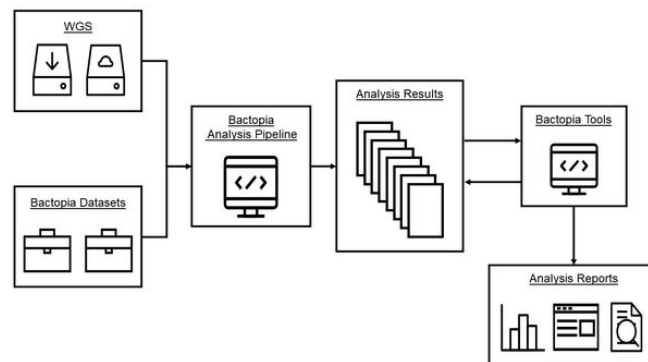 WGS
Bactopia Datasets
Bactopia
Analysis Pipeline
</>
Analysis Results
Bactopia Tools
</>
Analysis Reports